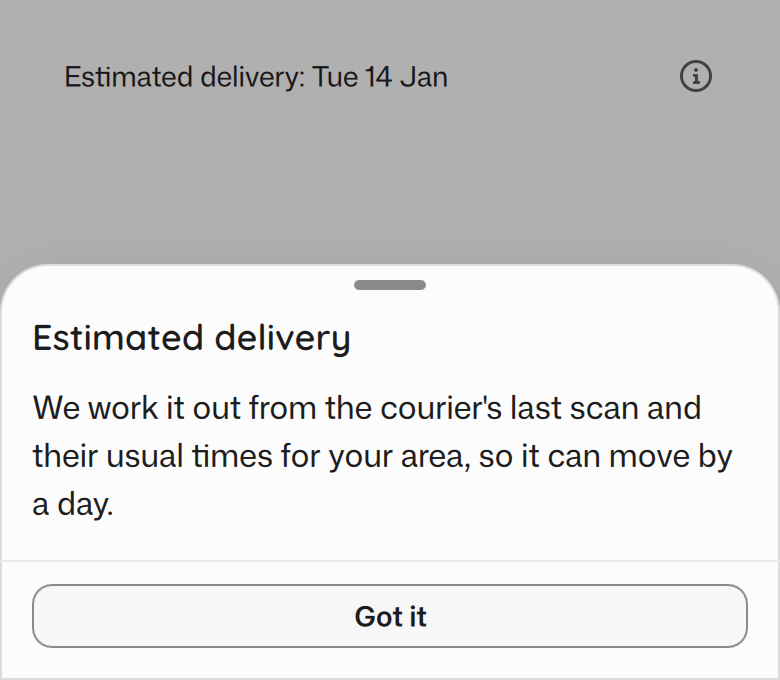 Estimated delivery: Tue 14 Jan
Estimated delivery
We work it out from the courier's last scan and
their usual times for your area, so it can move by
a day.
Got it